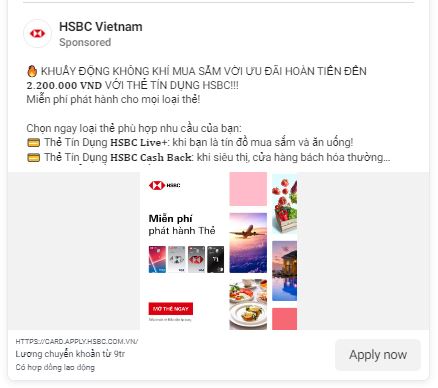 HSBC Vietnam
Sponsored
🔥 KHUẤY ĐỘNG KHÔNG KHÍ MUA SẮM VỚI ƯU ĐÃI HOÀN TIỀN ĐẾN
2.200.000 VND VỚI THẺ TÍN DỤNG HSBC!!!
Miễn phí phát hành cho mọi loại thẻ!
Chọn ngay loại thẻ phù hợp nhu cầu của bạn:
💳 Thẻ Tín Dụng HSBC Live+: khi bạn là tín đồ mua sắm và ăn uống!
💳 Thẻ Tín Dụng HSBC Cash Back: khi siêu thị, cửa hàng bách hóa thường...
HSBC
Miễn phí
phát hành Thẻ
MỞ THẺ NGAY
HTTPS://CARD.APPLY.HSBC.COM.VN/
Lương chuyển khoản từ 9tr
Có hợp đồng lao động
Apply now